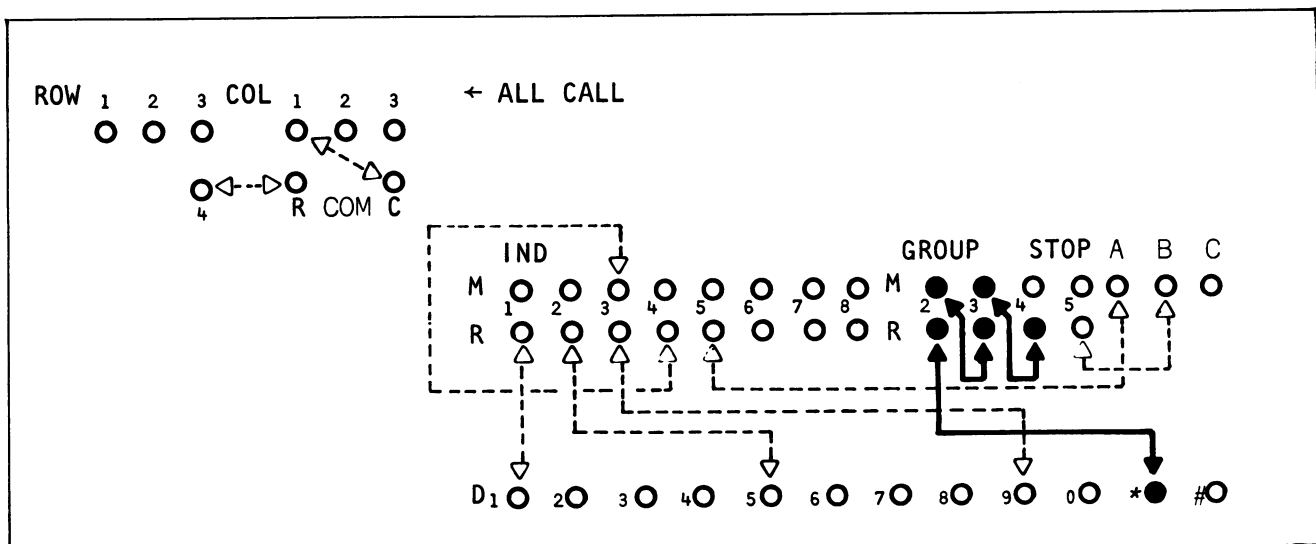 ROW 1 2 3 COL 1 2 3 ← ALL CALL
4 R COM C
IND GROUP STOP A B C
M M
1 2 3 4 5 6 7 8 2 3 4 5
R R
D1 2 3 4 5 6 7 8 9 0 * #